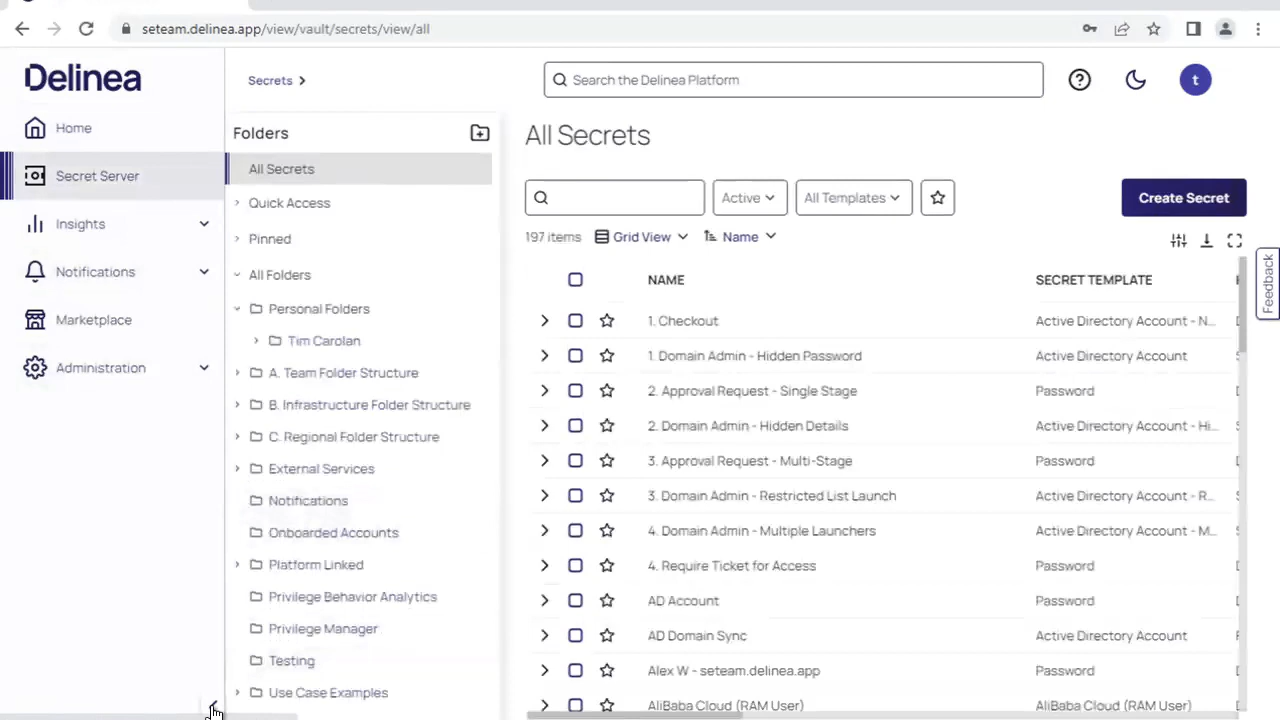 seteam.delinea.app/view/vault/secrets/view/all
Delinea
Home
Secret Server
Insights
Notifications
Marketplace
Administration
Secrets
Search the Delinea Platform
t
Folders
All Secrets
Quick Access
Pinned
All Folders
Personal Folders
Tim Carolan
A. Team Folder Structure
B. Infrastructure Folder Structure
C. Regional Folder Structure
External Services
Notifications
Onboarded Accounts
Platform Linked
Privilege Behavior Analytics
Privilege Manager
Testing
Use Case Examples
All Secrets
Active
All Templates
Create Secret
197 items
Grid View
Name
NAME SECRET TEMPLATE
1. Checkout Active Directory Account - N...
1. Domain Admin - Hidden Password Active Directory Account
2. Approval Request - Single Stage Password
2. Domain Admin - Hidden Details Active Directory Account - Hi...
3. Approval Request - Multi-Stage Password
3. Domain Admin - Restricted List Launch Active Directory Account - R...
4. Domain Admin - Multiple Launchers Active Directory Account - M...
4. Require Ticket for Access Password
AD Account Password
AD Domain Sync Active Directory Account
Alex W - seteam.delinea.app Password
AliBaba Cloud (RAM User) AliBaba Cloud (RAM User)
Feedback